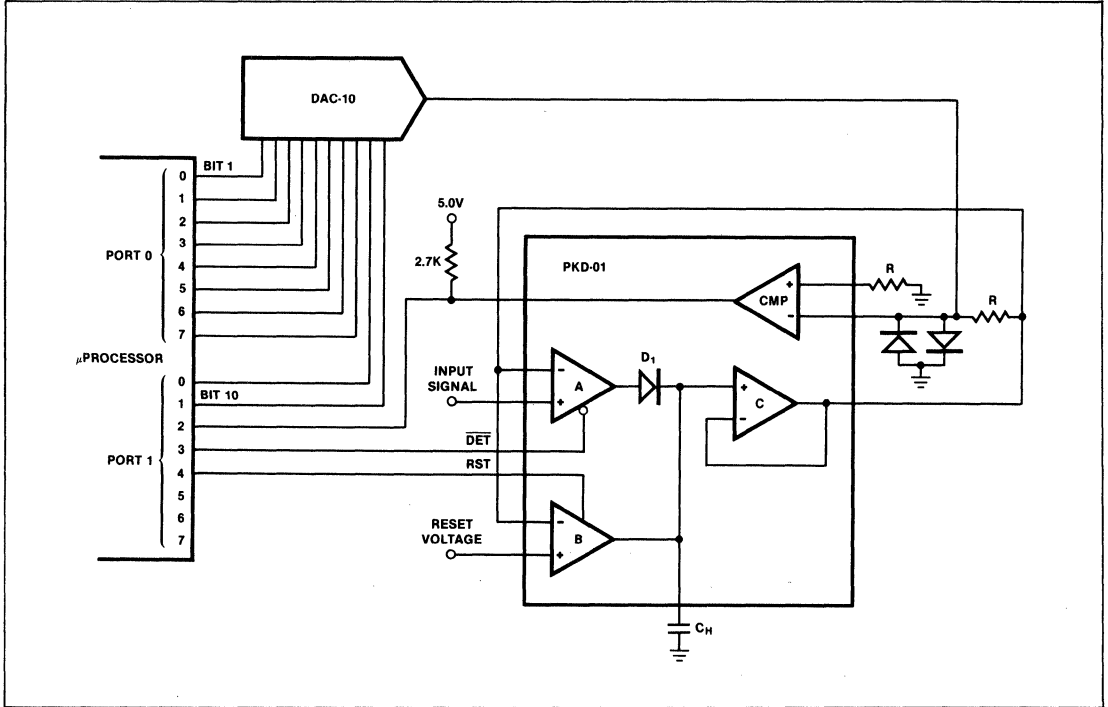 DAC-10
BIT 1
0
1
2
3
4
5
6
7
PORT 0
μPROCESSOR
0
1
2
3
4
5
6
7
PORT 1
BIT 10
5.0V
2.7K
PKD-01
CMP
+
−
R
R
INPUT
SIGNAL
−
+
A
D₁
+
−
C
DET
RST
RESET
VOLTAGE
−
+
B
C_H